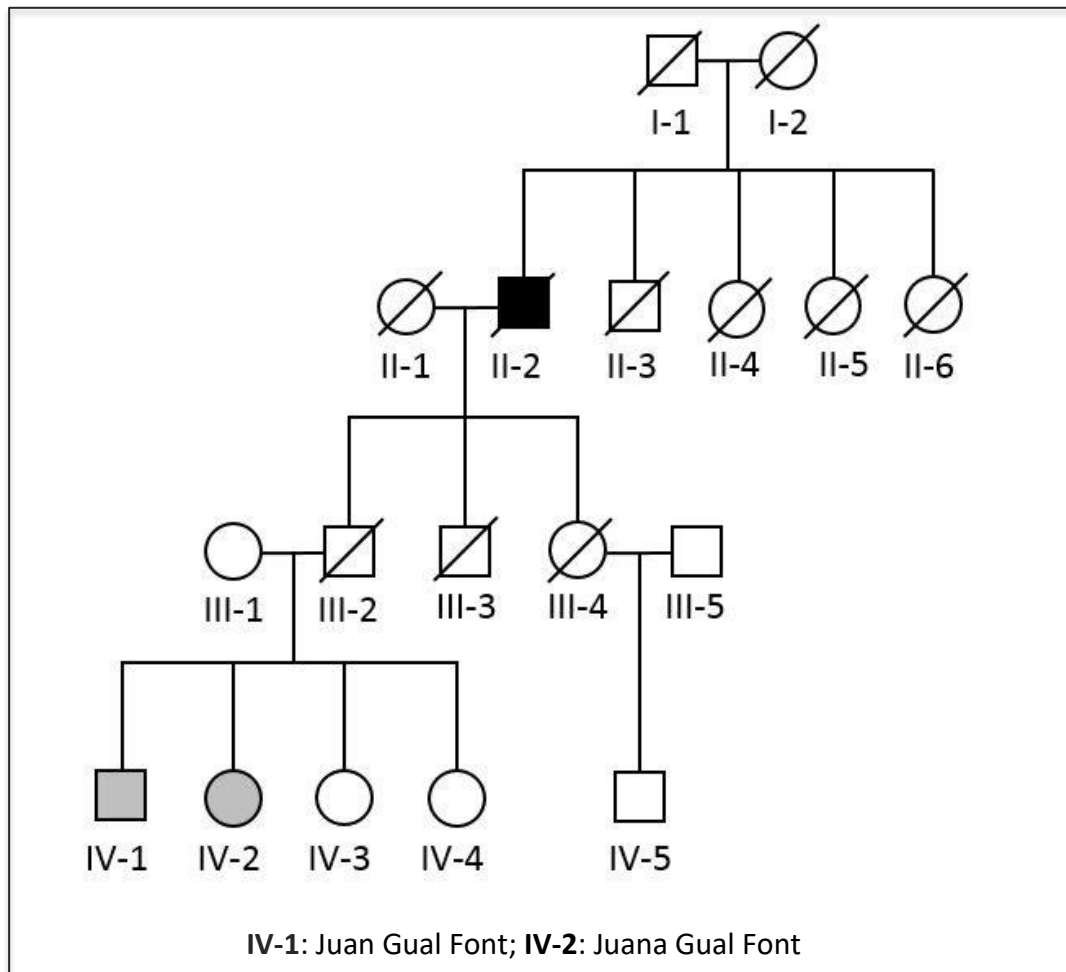 I-1 I-2
II-1 II-2 II-3 II-4 II-5 II-6
III-1 III-2 III-3 III-4 III-5
IV-1 IV-2 IV-3 IV-4 IV-5
IV-1: Juan Gual Font; IV-2: Juana Gual Font